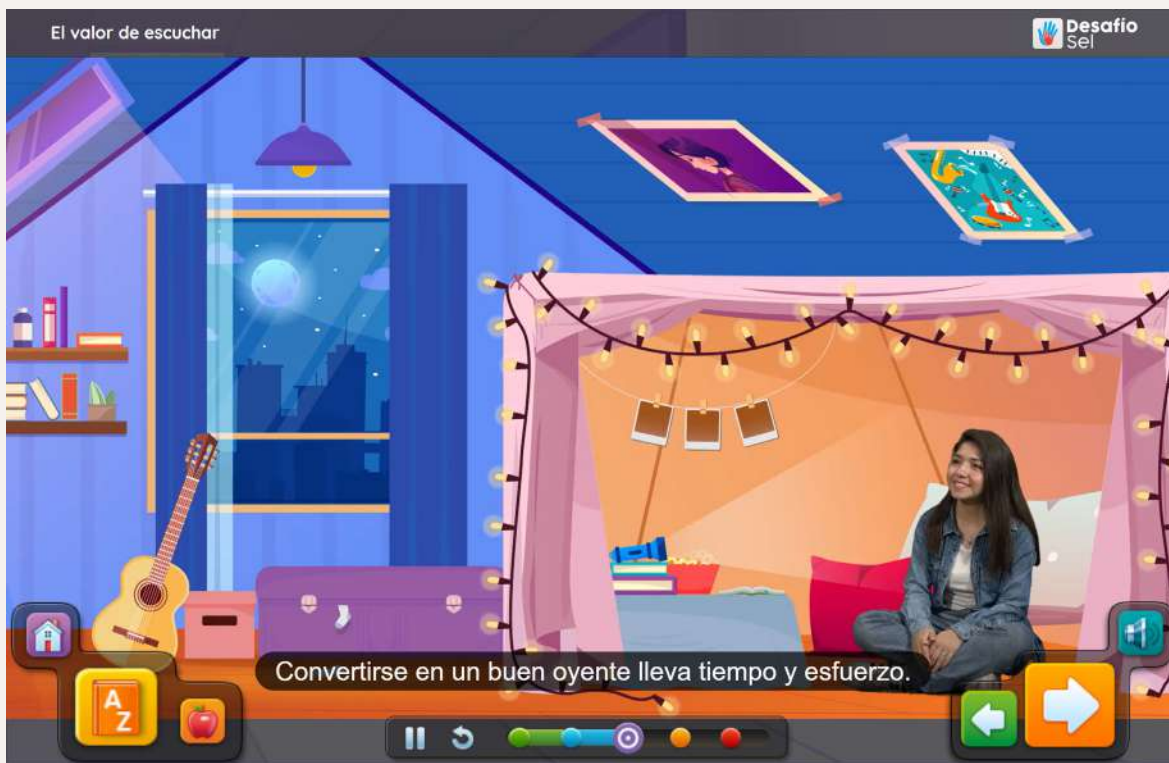 El valor de escuchar
Desafío
Sel
Convertirse en un buen oyente lleva tiempo y esfuerzo.
A
Z